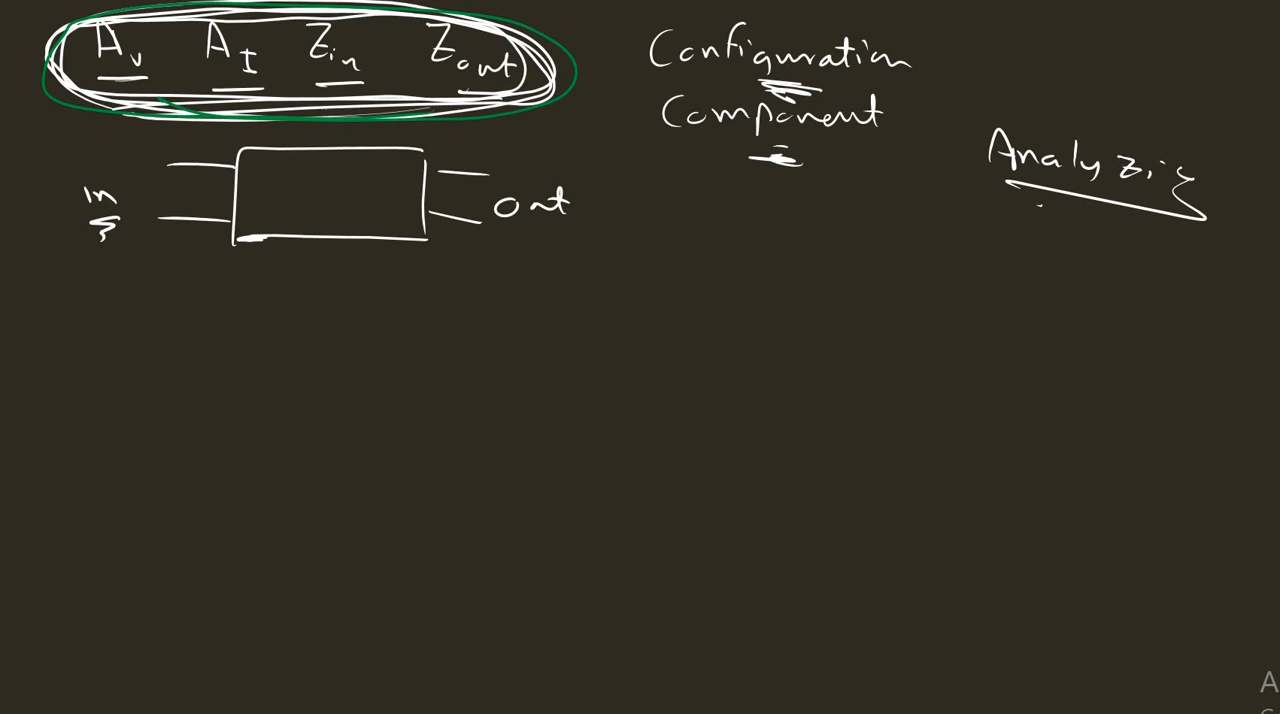 Av AI Zin Zout
Configuration
Component
Analyzing
in
out
A